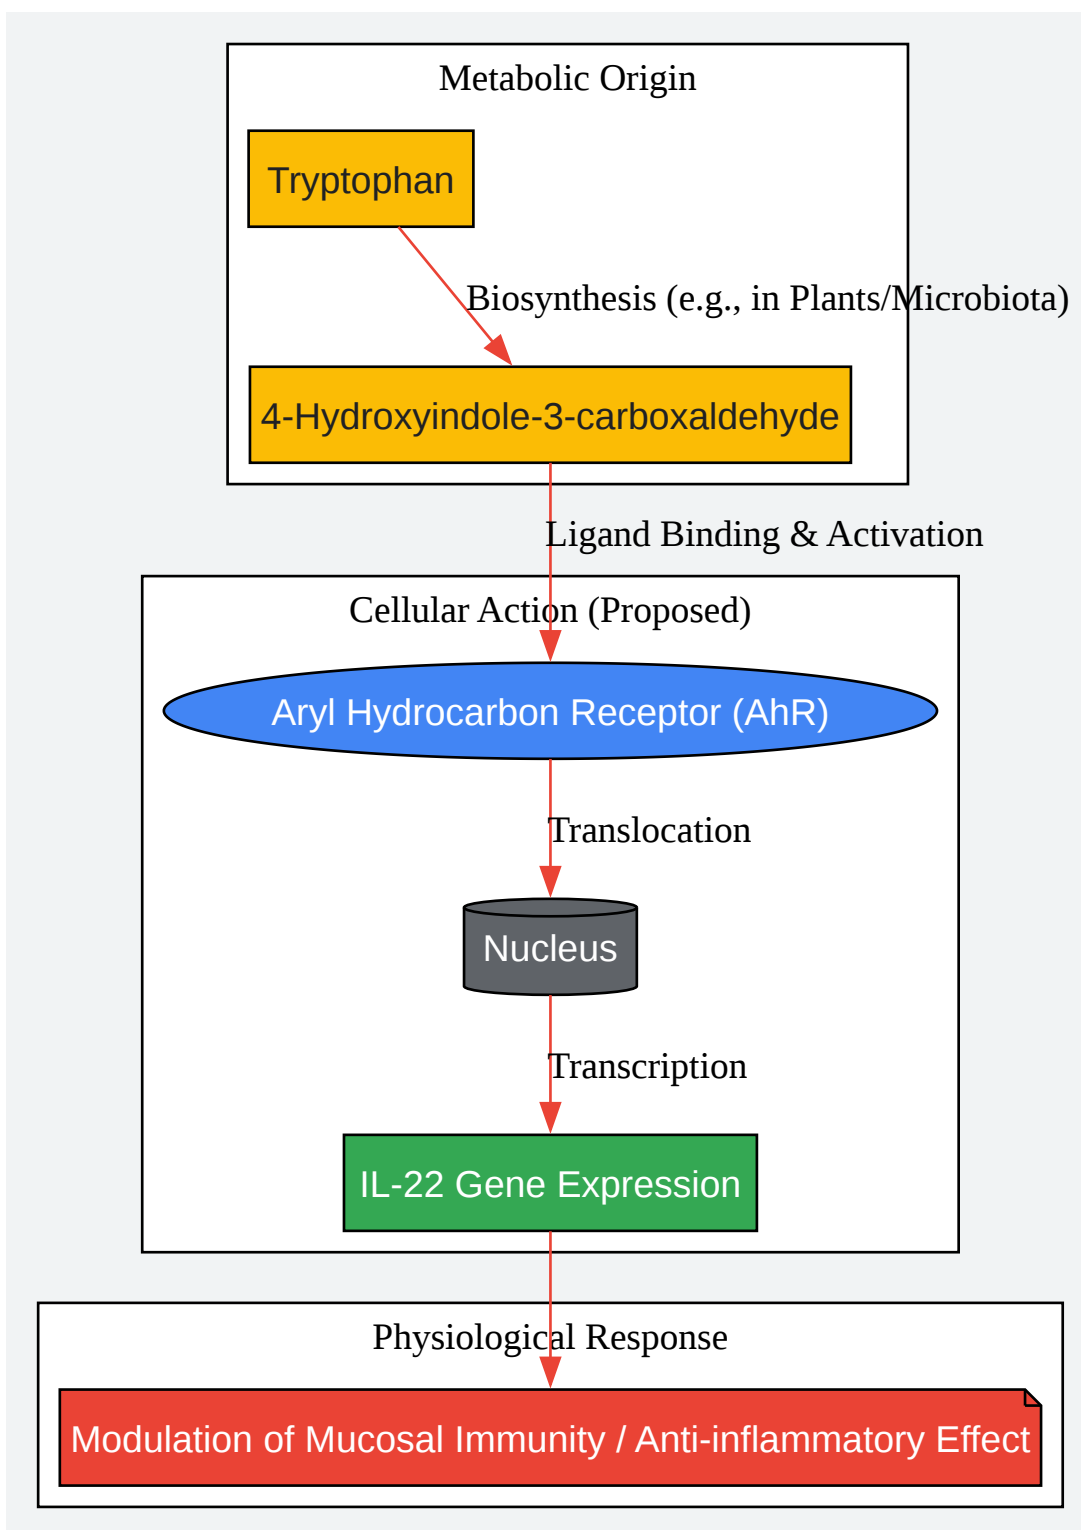 Metabolic Origin
Tryptophan
Biosynthesis (e.g., in Plants/Microbiota)
4-Hydroxyindole-3-carboxaldehyde
Ligand Binding & Activation
Cellular Action (Proposed)
Aryl Hydrocarbon Receptor (AhR)
Translocation
Nucleus
Transcription
IL-22 Gene Expression
Physiological Response
Modulation of Mucosal Immunity / Anti-inflammatory Effect